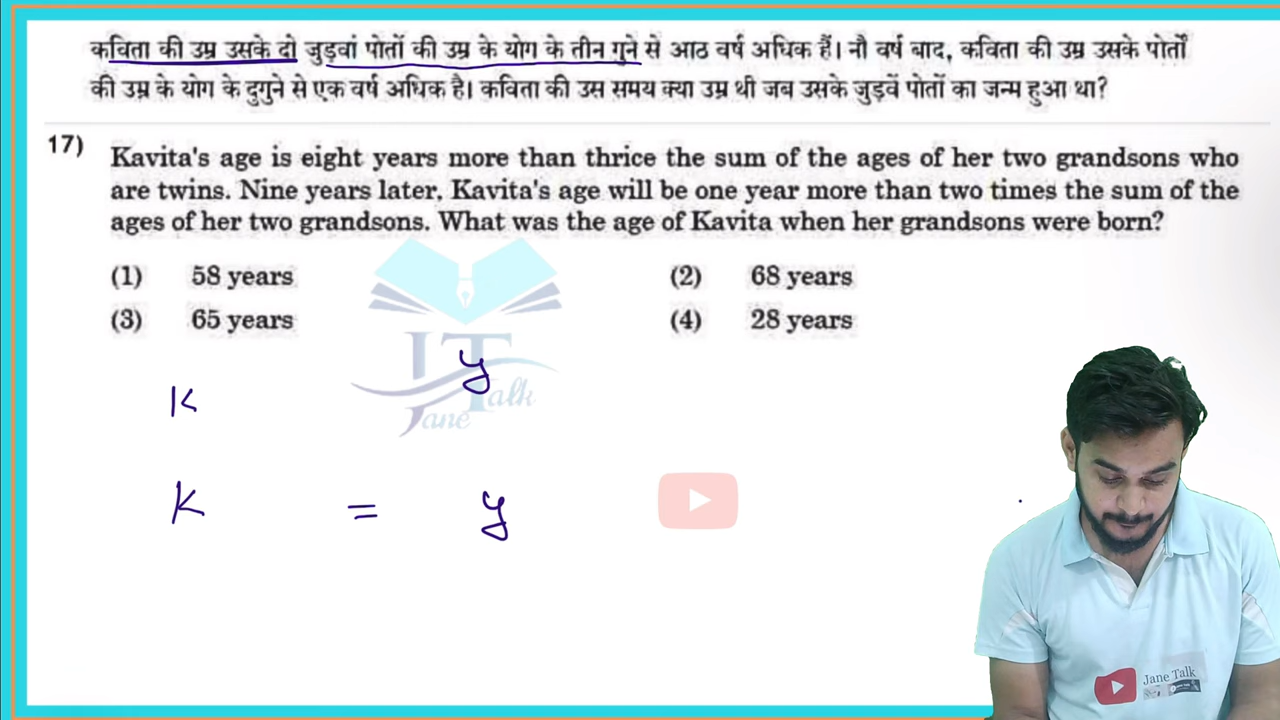 कविता की उम्र उसके दो जुड़वां पोतों की उम्र के योग के तीन गुने से आठ वर्ष अधिक हैं। नौ वर्ष बाद, कविता की उम्र उसके पोतों
की उम्र के योग के दुगुने से एक वर्ष अधिक है। कविता की उस समय क्या उम्र थी जब उसके जुड़वें पोतों का जन्म हुआ था?
17) Kavita's age is eight years more than thrice the sum of the ages of her two grandsons who
are twins. Nine years later, Kavita's age will be one year more than two times the sum of the
ages of her two grandsons. What was the age of Kavita when her grandsons were born?
(1) 58 years (2) 68 years
(3) 65 years (4) 28 years
JT
Jane Talk
K y
K = y
Jane Talk